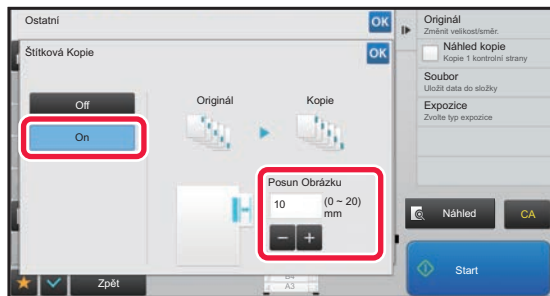 Ostatní
OK
Štítková Kopie
OK
Off
On
Originál
Kopie
Posun Obrázku
10
(0 ~ 20)
mm
Zpět
A3
Originál
Změnit velikost/směr.
Náhled kopie
Kopie 1 kontrolní strany
Soubor
Uložit data do složky
Expozice
Zvolte typ expozice
Náhled
CA
Start